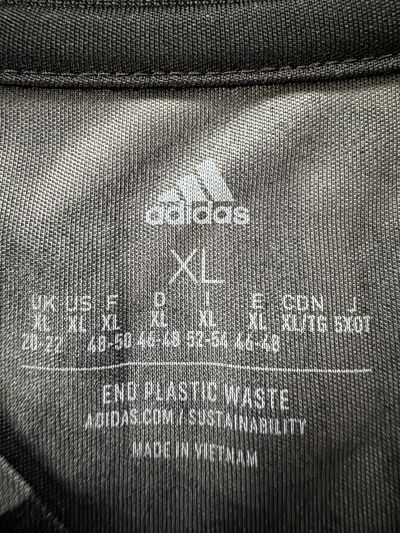 adidas
XL
UK US F D I E CDN J
XL XL XL XL XL XL XL/TG 5XOT
20-22 48-50 46-48 52-54 46-48
END PLASTIC WASTE
ADIDAS.COM / SUSTAINABILITY
MADE IN VIETNAM